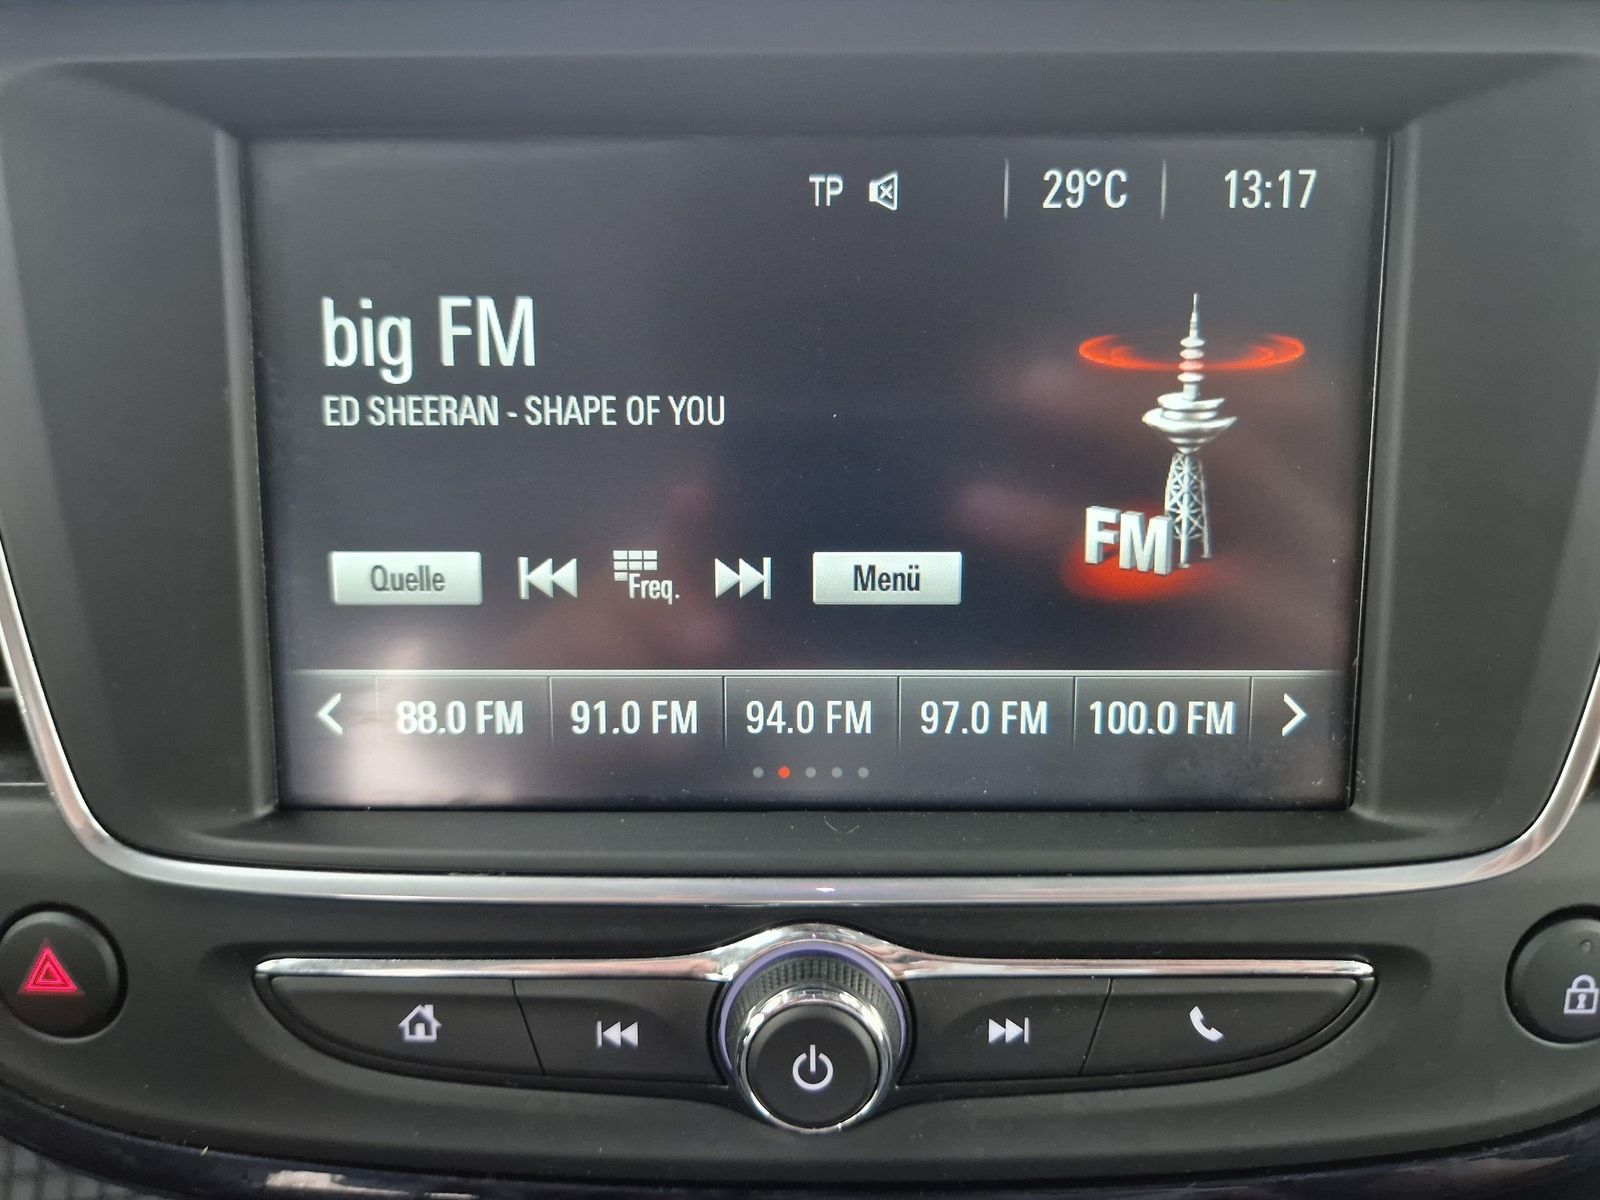 TP 29°C 13:17
big FM
ED SHEERAN - SHAPE OF YOU
FM
Quelle Freq. Menü
88.0 FM 91.0 FM 94.0 FM 97.0 FM 100.0 FM